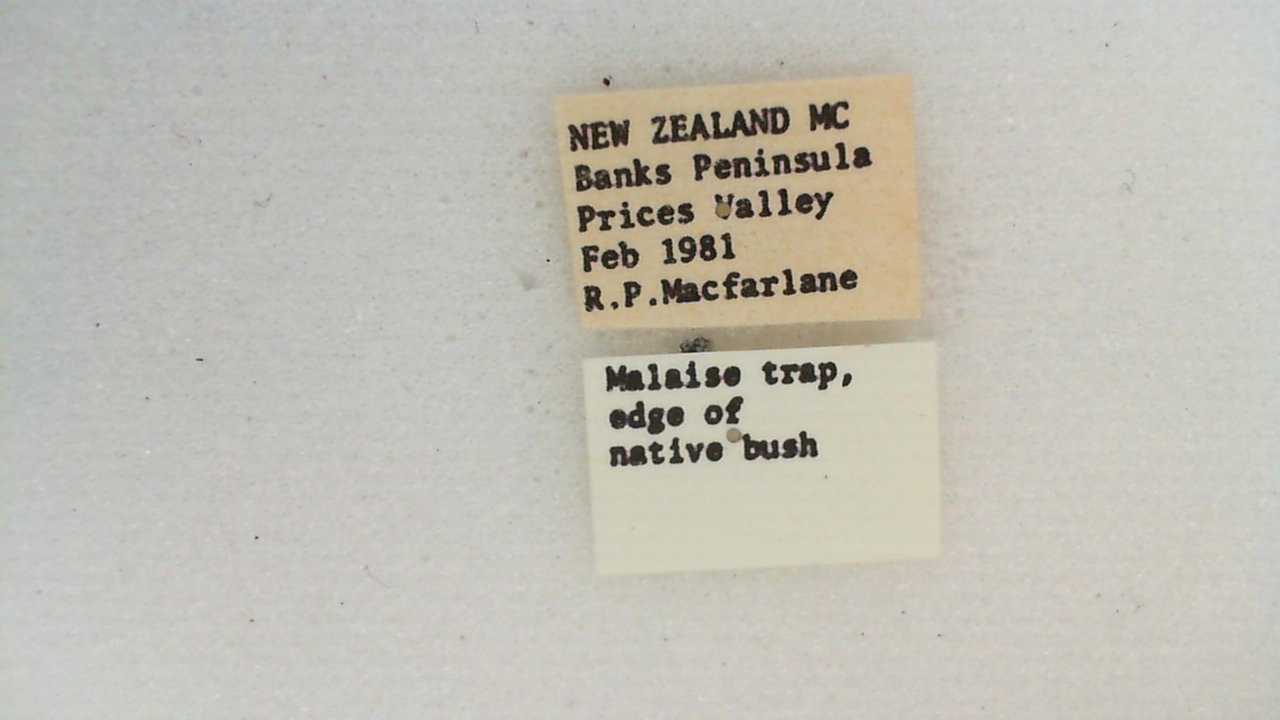 NEW ZEALAND MC
Banks Peninsula
Prices Valley
Feb 1981
R.P.Macfarlane
Malaise trap,
edge of
native bush